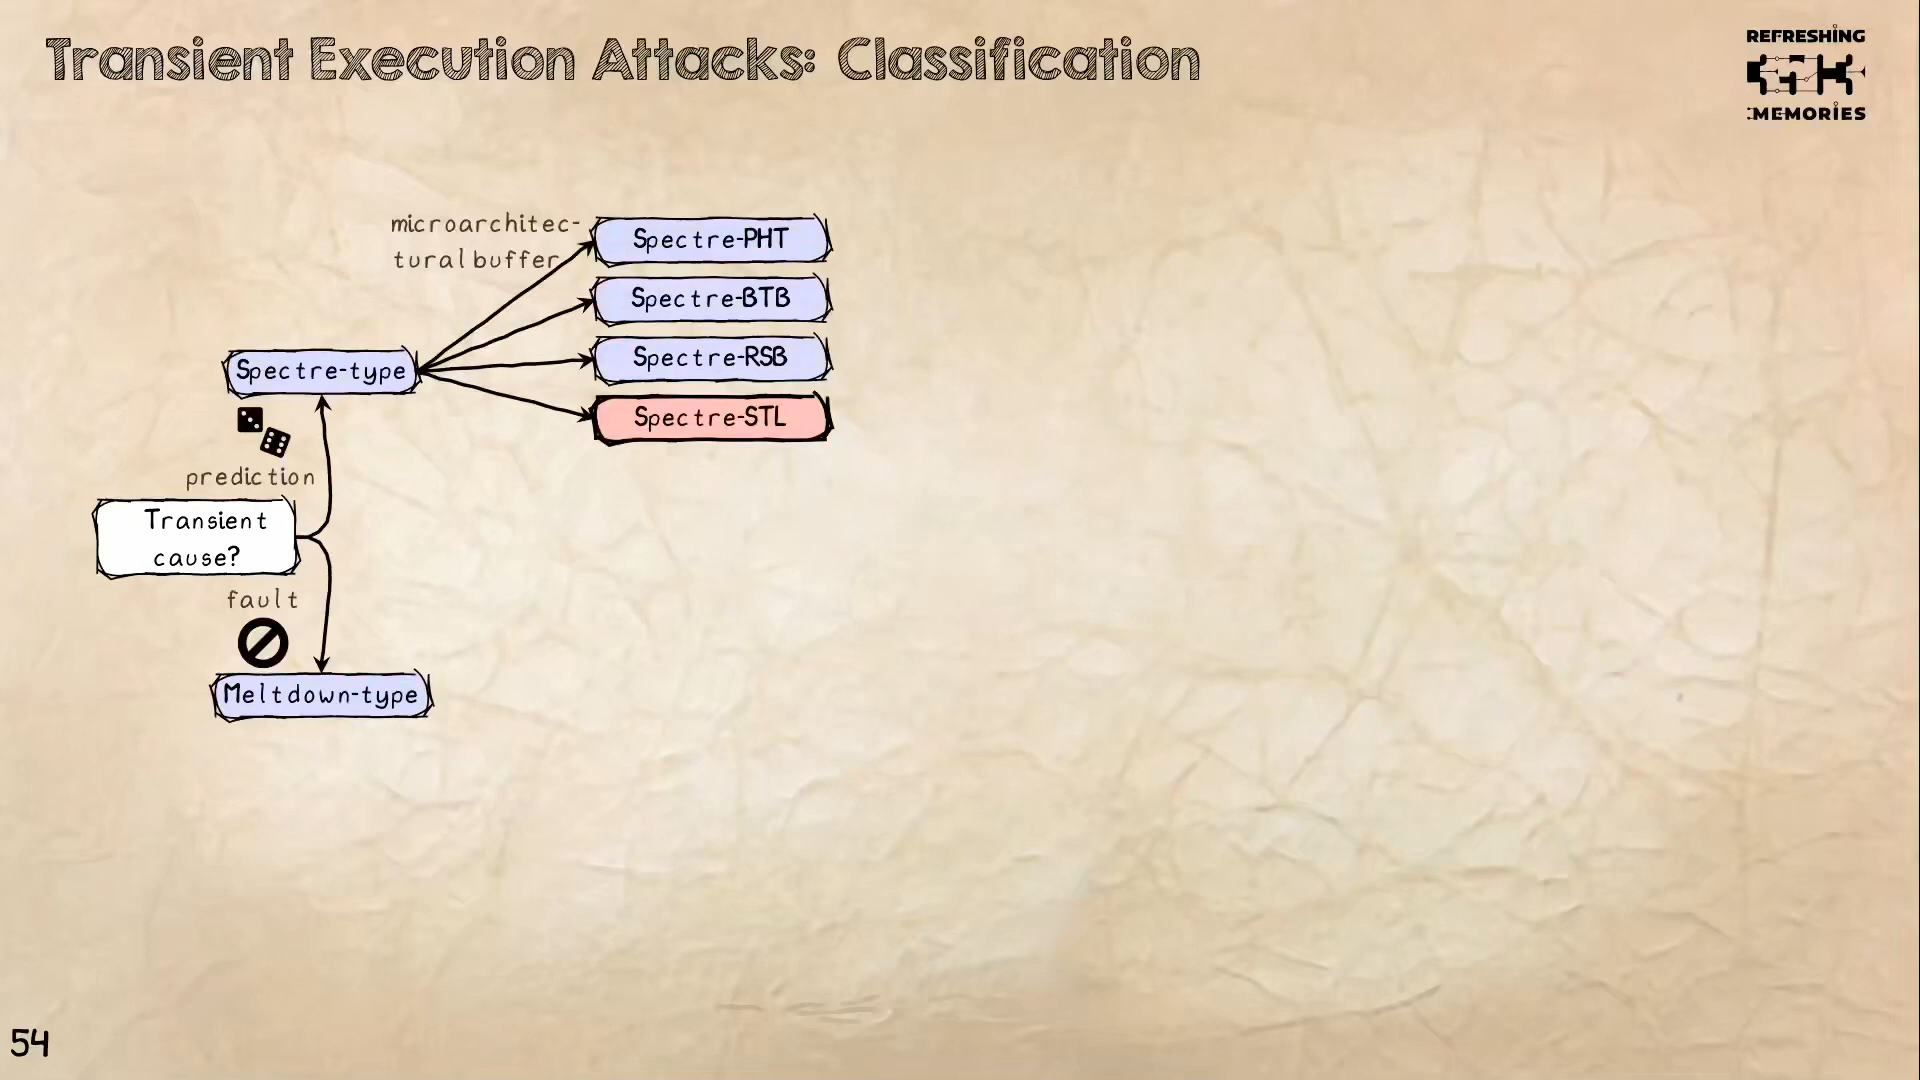 Transient Execution Attacks: Classification
REFRESHING
MEMORIES
microarchitec-
tural buffer
Spectre-PHT
Spectre-BTB
Spectre-RSB
Spectre-STL
Spectre-type
prediction
Transient
cause?
fault
Meltdown-type
54